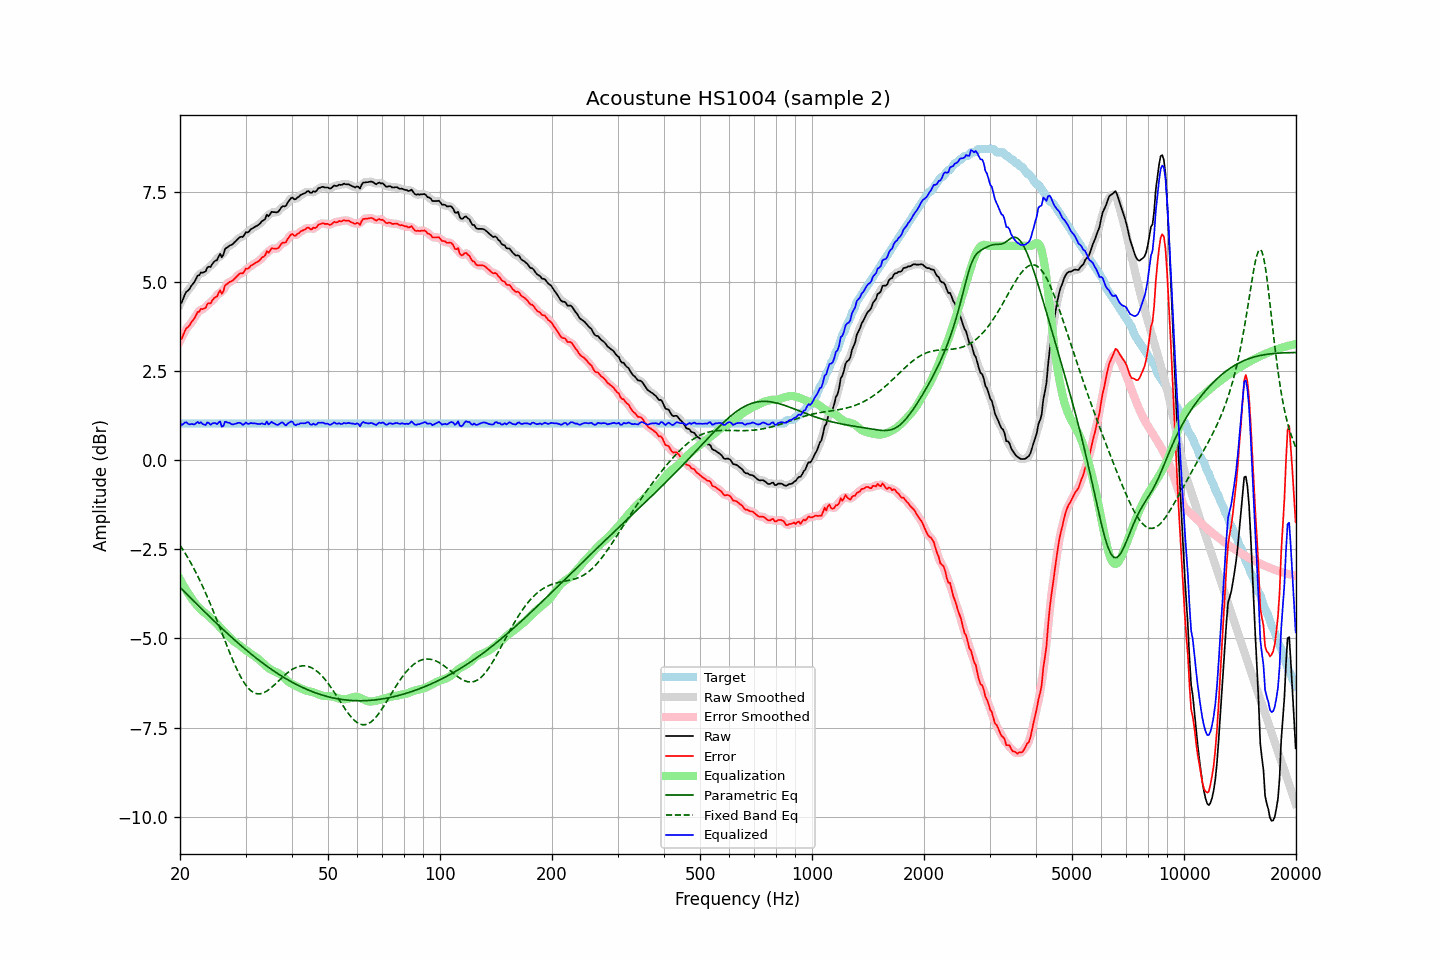 Acoustune HS1004 (sample 2)
Amplitude (dBr)
7.5
5.0
2.5
0.0
−2.5
−5.0
−7.5
−10.0
Target
Raw Smoothed
Error Smoothed
Raw
Error
Equalization
Parametric Eq
Fixed Band Eq
Equalized
20 50 100 200 500 1000 2000 5000 10000 20000
Frequency (Hz)